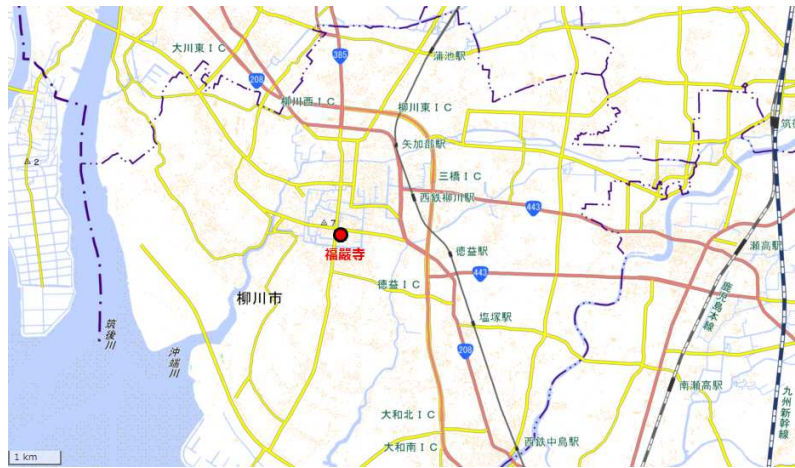 大川東ＩＣ
385
蒲池駅
208
柳川西ＩＣ
柳川東ＩＣ
筑後
2
矢加部駅
三橋ＩＣ
西鉄柳川駅
443
7
福厳寺
徳益駅
瀬高駅
443
徳益ＩＣ
柳川市
鹿児島本線
塩塚駅
筑後川
沖端川
208
南瀬高駅
九州新幹線
大和北ＩＣ
大和南ＩＣ
西鉄中島駅
1 km